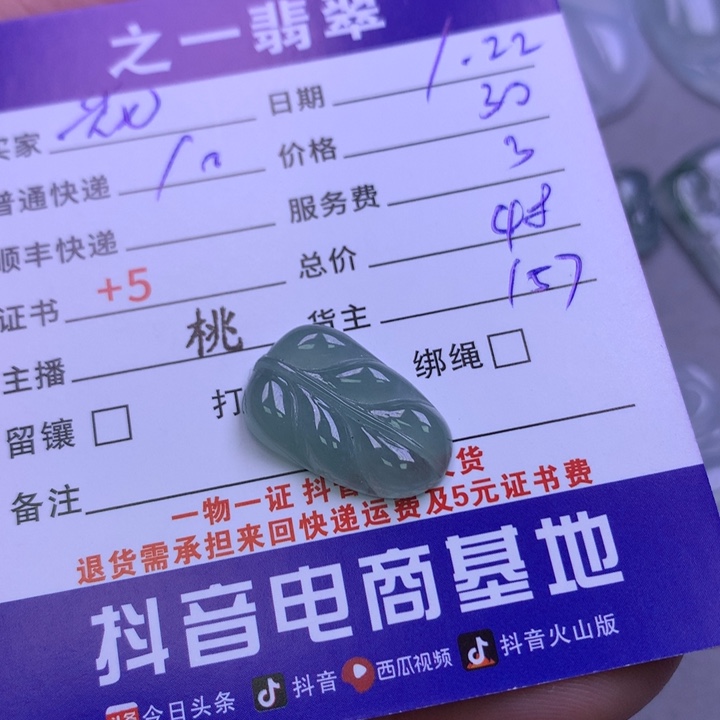 之一翡翠
买家 日期 1.22
普通快递 10 价格 30
顺丰快递 服务费 3
证书 +5 总价 48
主播 桃 货主 157
留镶 □ 打 绑绳 □
备注
一物一证 抖音 货
退货需承担来回快递运费及5元证书费
抖音电商基地
今日头条 抖音 西瓜视频 抖音火山版